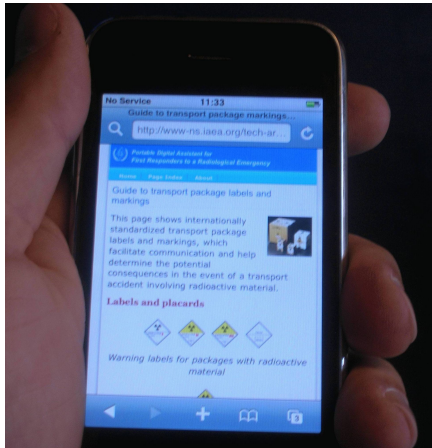 No Service 11:33
Guide to transport package markings...
http://www-ns.iaea.org/tech-ar...
Portable Digital Assistant for
First Responders to a Radiological Emergency
Home Page Index About
Guide to transport package labels and
markings
This page shows internationally
standardized transport package
labels and markings, which
facilitate communication and help
determine the potential
consequences in the event of a transport
accident involving radioactive material.
Labels and placards
Warning labels for packages with radioactive
material
3